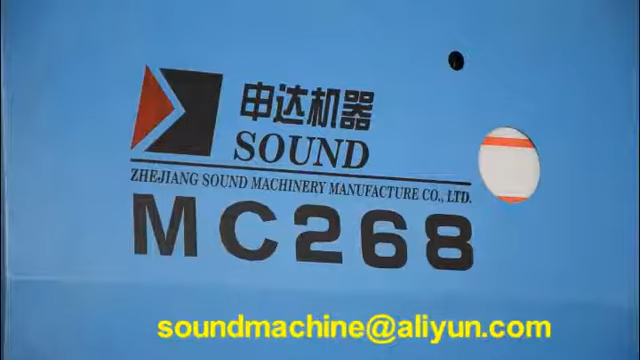 申达机器
SOUND
ZHEJIANG SOUND MACHINERY MANUFACTURE CO., LTD.
MC268
soundmachine@aliyun.com